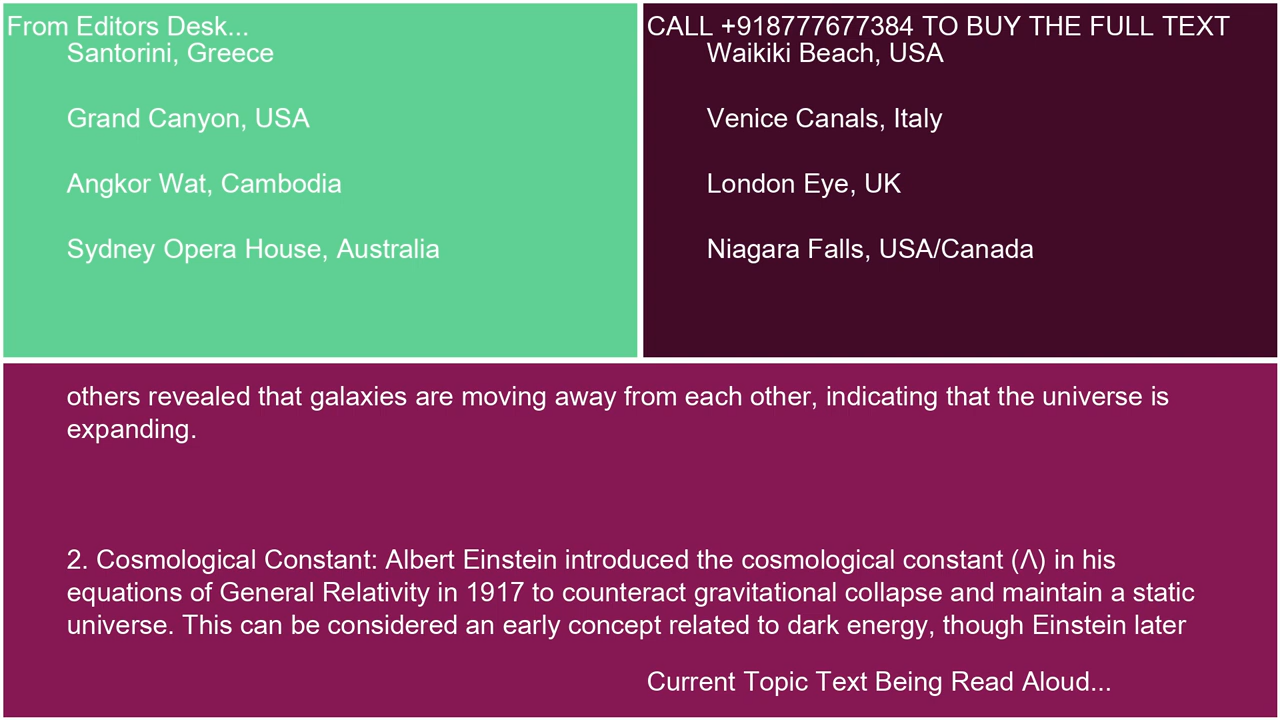 From Editors Desk...
Santorini, Greece
Grand Canyon, USA
Angkor Wat, Cambodia
Sydney Opera House, Australia
CALL +918777677384 TO BUY THE FULL TEXT
Waikiki Beach, USA
Venice Canals, Italy
London Eye, UK
Niagara Falls, USA/Canada
others revealed that galaxies are moving away from each other, indicating that the universe is
expanding.
2. Cosmological Constant: Albert Einstein introduced the cosmological constant (Λ) in his
equations of General Relativity in 1917 to counteract gravitational collapse and maintain a static
universe. This can be considered an early concept related to dark energy, though Einstein later
Current Topic Text Being Read Aloud...